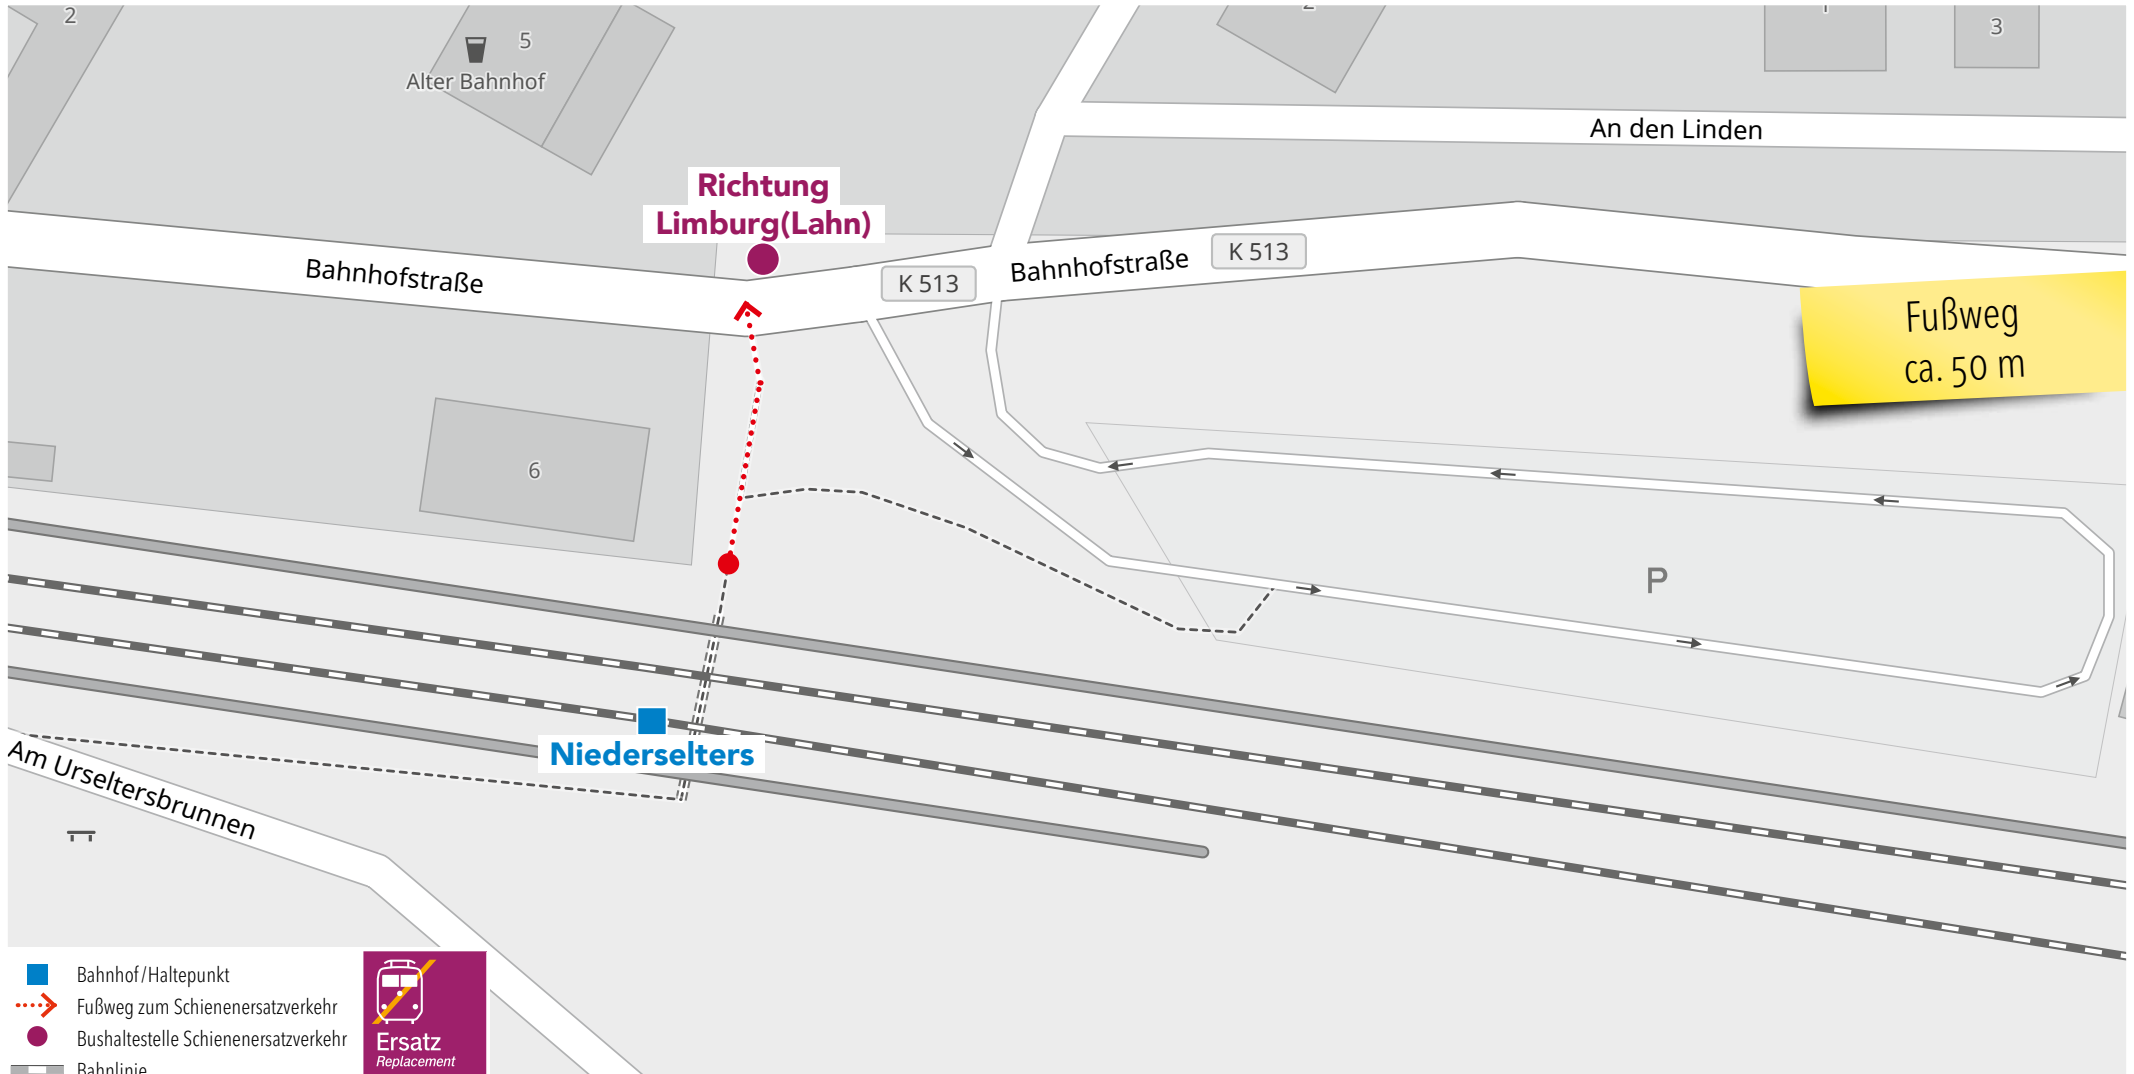 2
5
Alter Bahnhof
3
An den Linden
Richtung
Limburg(Lahn)
Bahnhofstraße
K 513
Bahnhofstraße
K 513
Fußweg
ca. 50 m
6
P
Niederselters
Am Urseltersbrunnen
Bahnhof/Haltepunkt
Fußweg zum Schienenersatzverkehr
Bushaltestelle Schienenersatzverkehr
Bahnlinie
Ersatz
Replacement